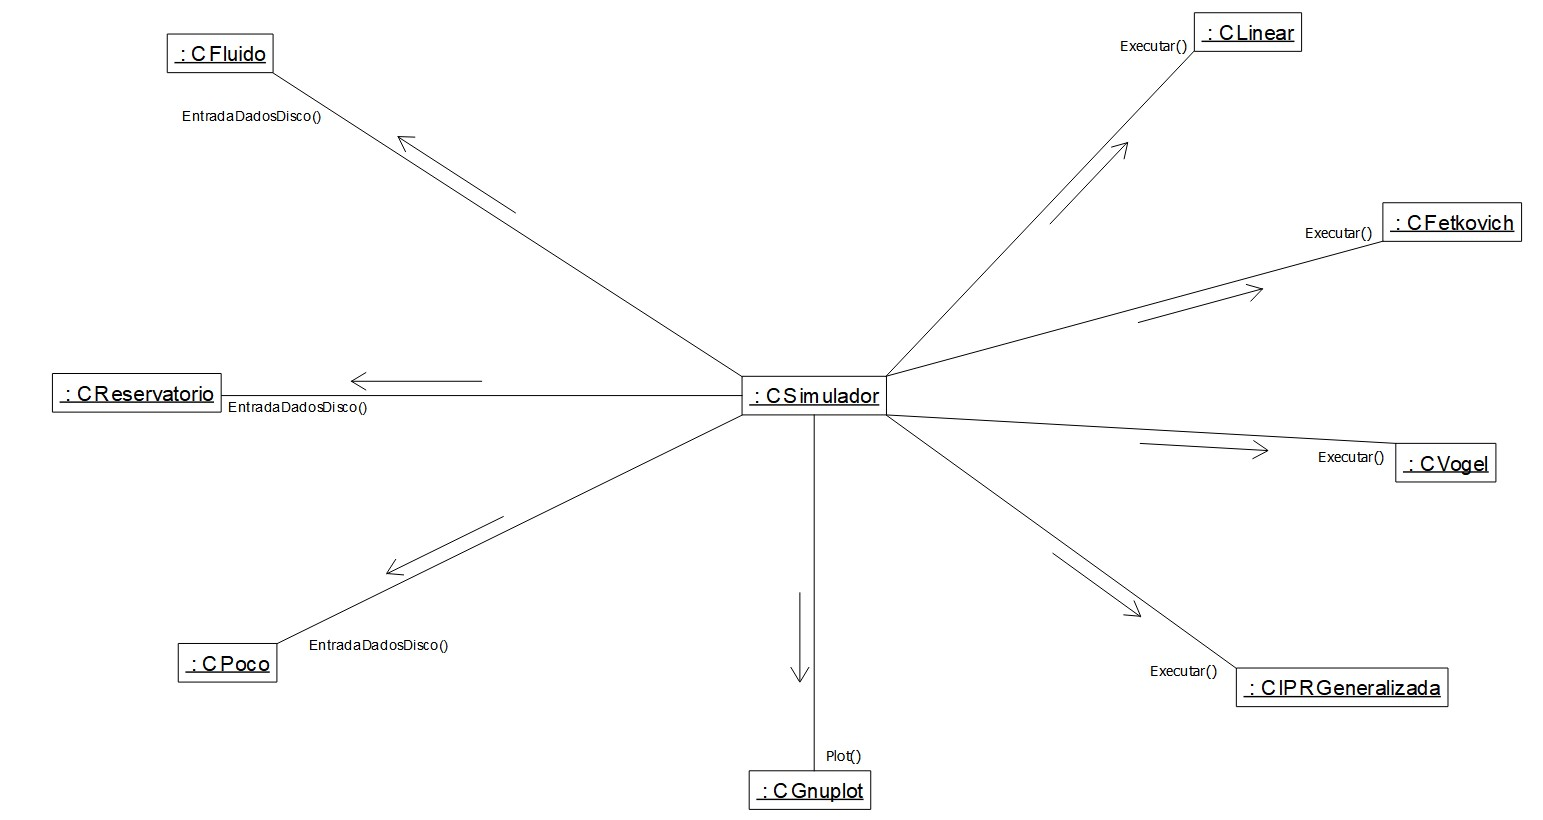 : CLinear
Executar()
: CFluido
EntradaDadosDisco()
: CFetkovich
Executar()
: CReservatorio
EntradaDadosDisco()
: CSimulador
: CVogel
Executar()
: CPoco
EntradaDadosDisco()
Executar()
: CIPRGeneralizada
Plot()
: CGnuplot